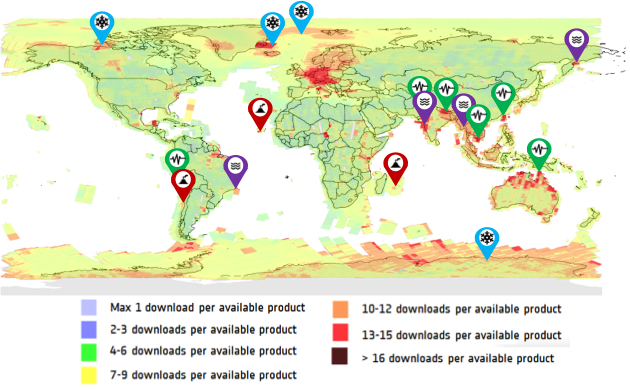 Max 1 download per available product
2-3 downloads per available product
4-6 downloads per available product
7-9 downloads per available product
10-12 downloads per available product
13-15 downloads per available product
> 16 downloads per available product